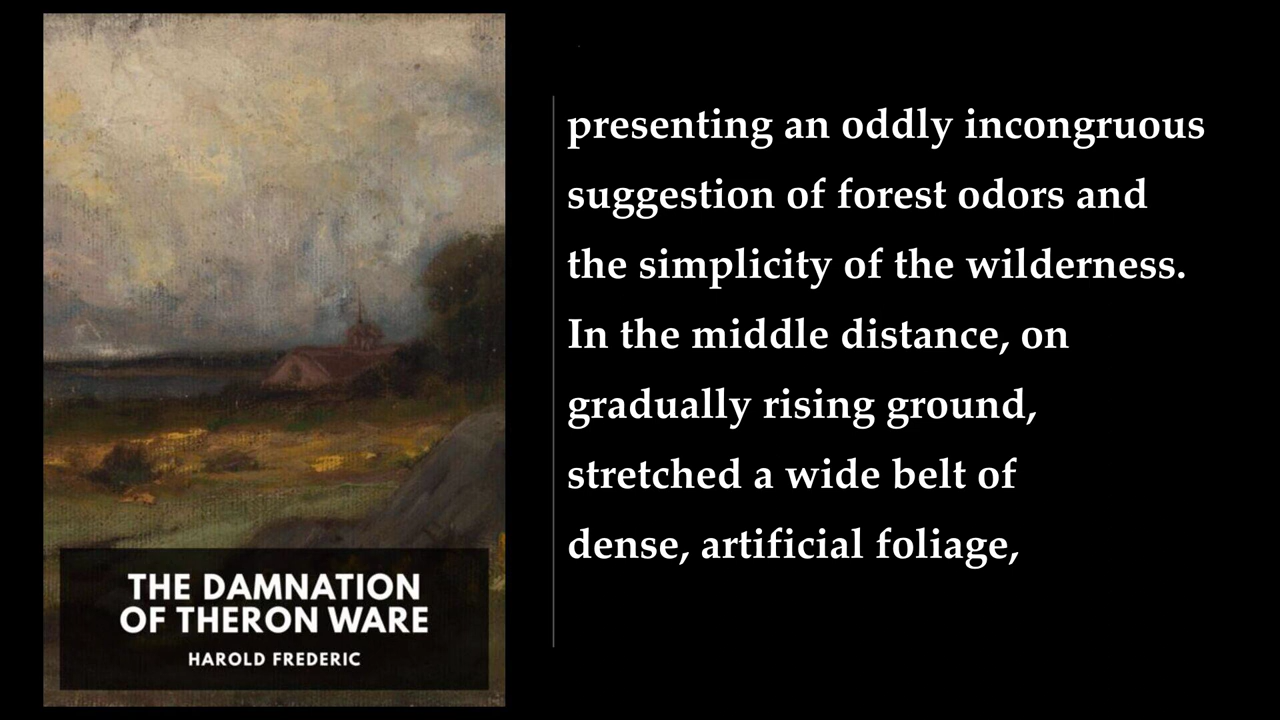 presenting an oddly incongruous
suggestion of forest odors and
the simplicity of the wilderness.
In the middle distance, on
gradually rising ground,
stretched a wide belt of
dense, artificial foliage,
THE DAMNATION
OF THERON WARE
HAROLD FREDERIC